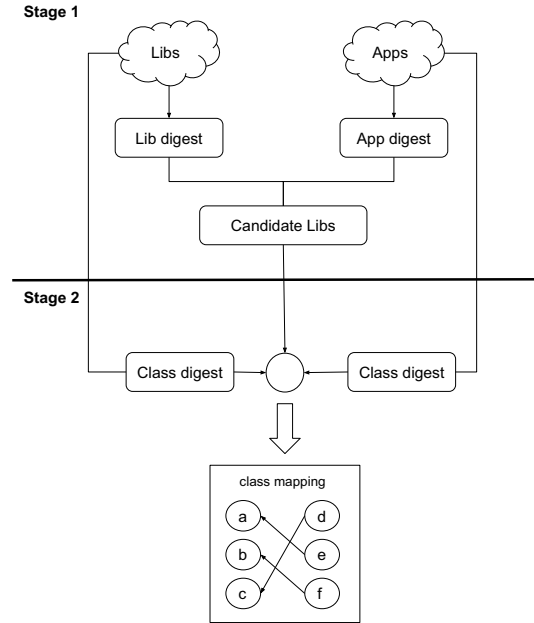 Stage 1
Libs
Apps
Lib digest
App digest
Candidate Libs
Stage 2
Class digest
Class digest
class mapping
a
d
b
e
c
f